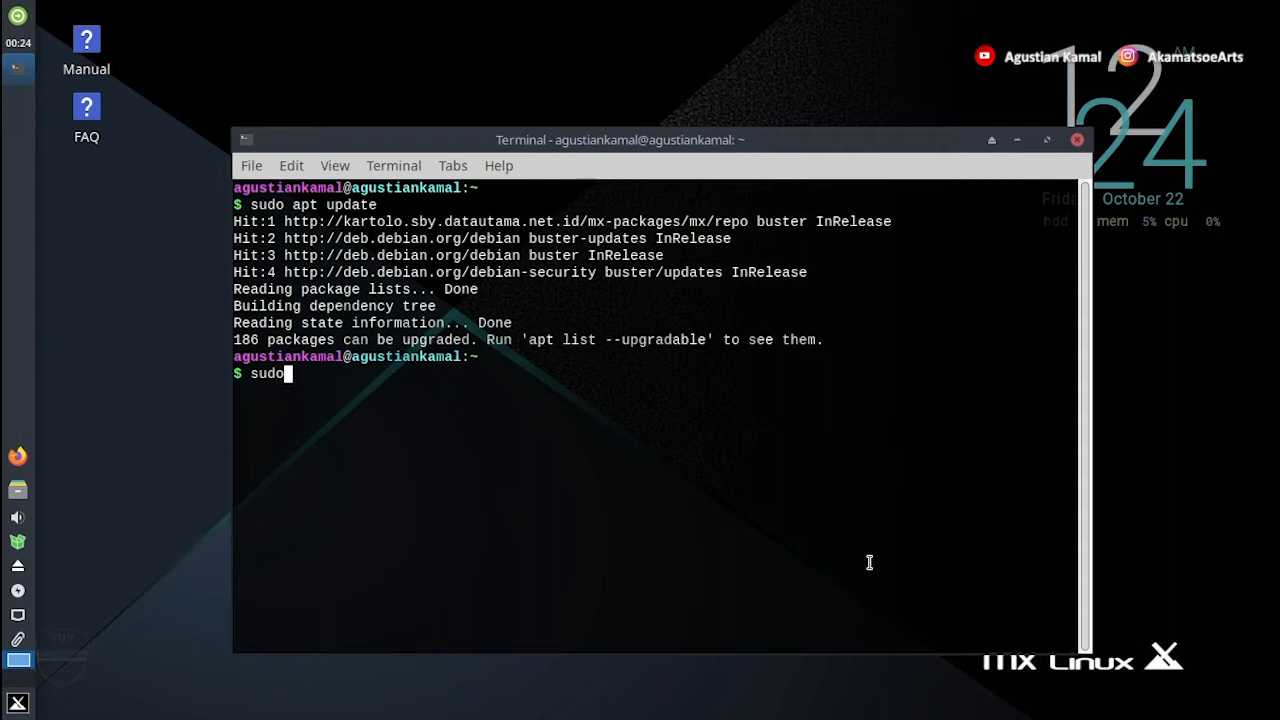 00:24
Manual
FAQ
Agustian Kamal
AkamatsoeArts
12
AM
24
October 22
hdd mem 5% cpu 0%
Terminal - agustiankamal@agustiankamal: ~
File Edit View Terminal Tabs Help
agustiankamal@agustiankamal:~
$ sudo apt update
Hit:1 http://kartolo.sby.datautama.net.id/mx-packages/mx/repo buster InRelease
Hit:2 http://deb.debian.org/debian buster-updates InRelease
Hit:3 http://deb.debian.org/debian buster InRelease
Hit:4 http://deb.debian.org/debian-security buster/updates InRelease
Reading package lists... Done
Building dependency tree
Reading state information... Done
186 packages can be upgraded. Run 'apt list --upgradable' to see them.
agustiankamal@agustiankamal:~
$ sudo
MX Linux